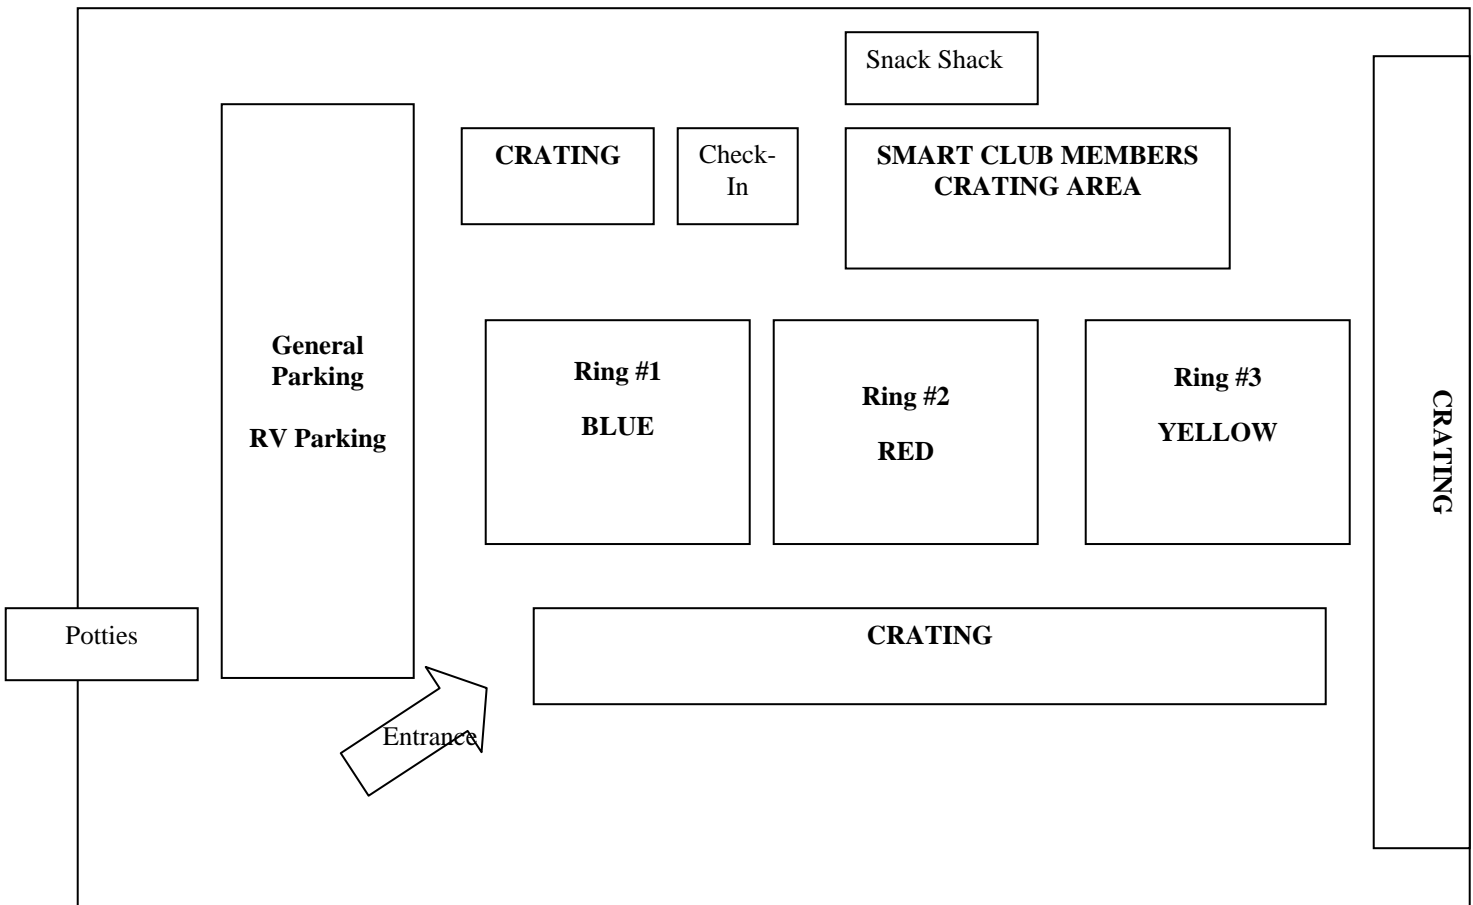 Snack Shack
CRATING
Check-
In
SMART CLUB MEMBERS
CRATING AREA
General
Parking
RV Parking
Ring #1
BLUE
Ring #2
RED
Ring #3
YELLOW
CRATING
Potties
CRATING
Entrance